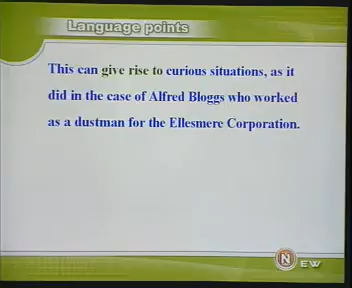 Language points
This can give rise to curious situations, as it
did in the case of Alfred Bloggs who worked
as a dustman for the Ellesmere Corporation.
N EW